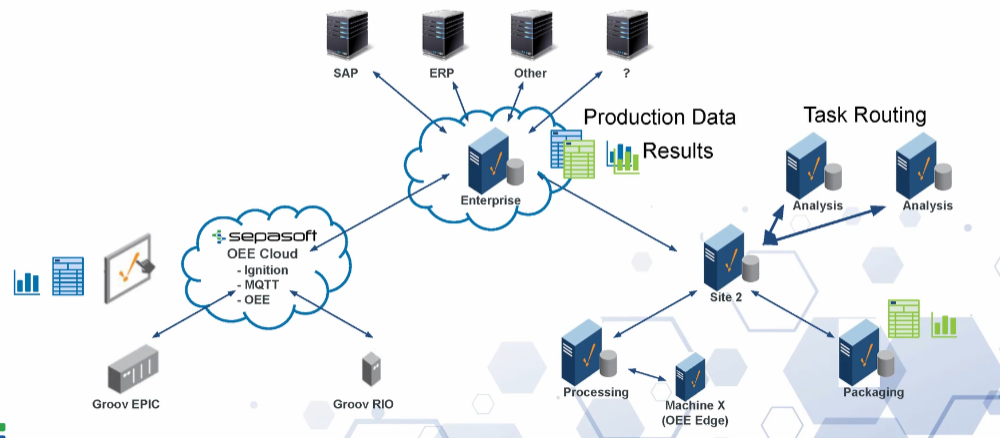 SAP
ERP
Other
?
Production Data
Results
Task Routing
Enterprise
Analysis
Analysis
sepasoft
OEE Cloud
- Ignition
- MQTT
- OEE
Site 2
Groov EPIC
Groov RIO
Processing
Machine X
(OEE Edge)
Packaging